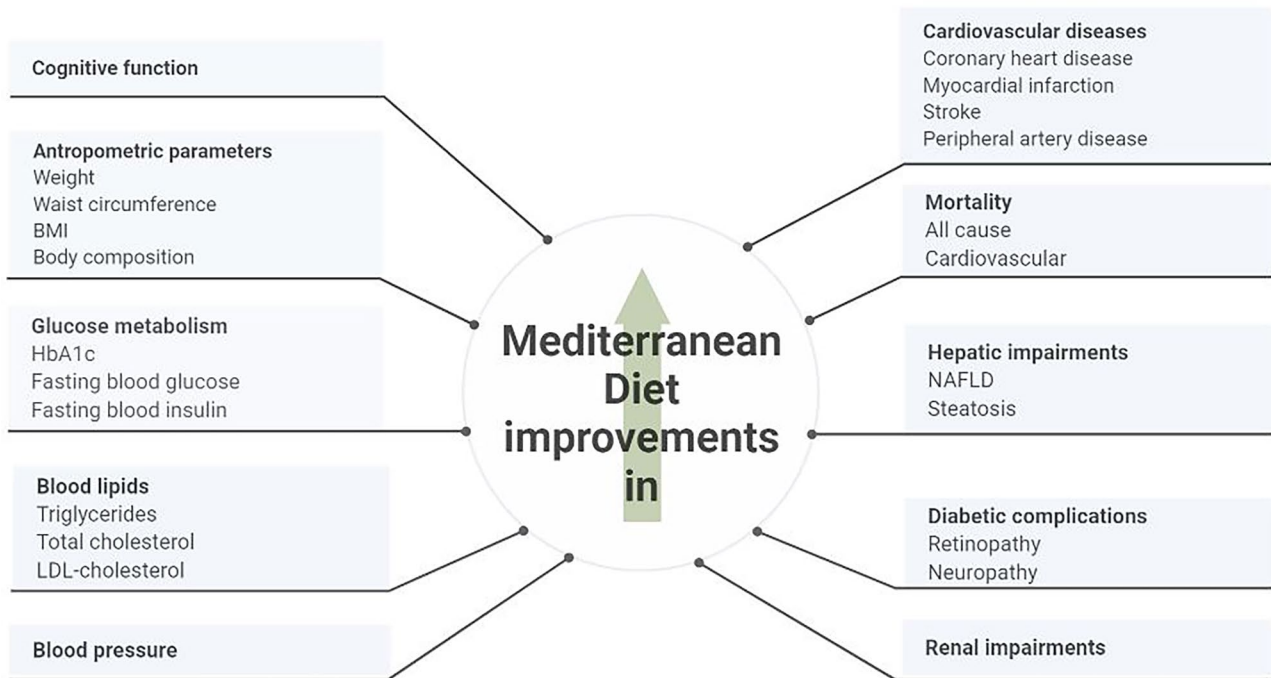 Cognitive function
Antropometric parameters
Weight
Waist circumference
BMI
Body composition
Glucose metabolism
HbA1c
Fasting blood glucose
Fasting blood insulin
Blood lipids
Triglycerides
Total cholesterol
LDL-cholesterol
Blood pressure
Mediterranean
Diet
improvements
in
Cardiovascular diseases
Coronary heart disease
Myocardial infarction
Stroke
Peripheral artery disease
Mortality
All cause
Cardiovascular
Hepatic impairments
NAFLD
Steatosis
Diabetic complications
Retinopathy
Neuropathy
Renal impairments